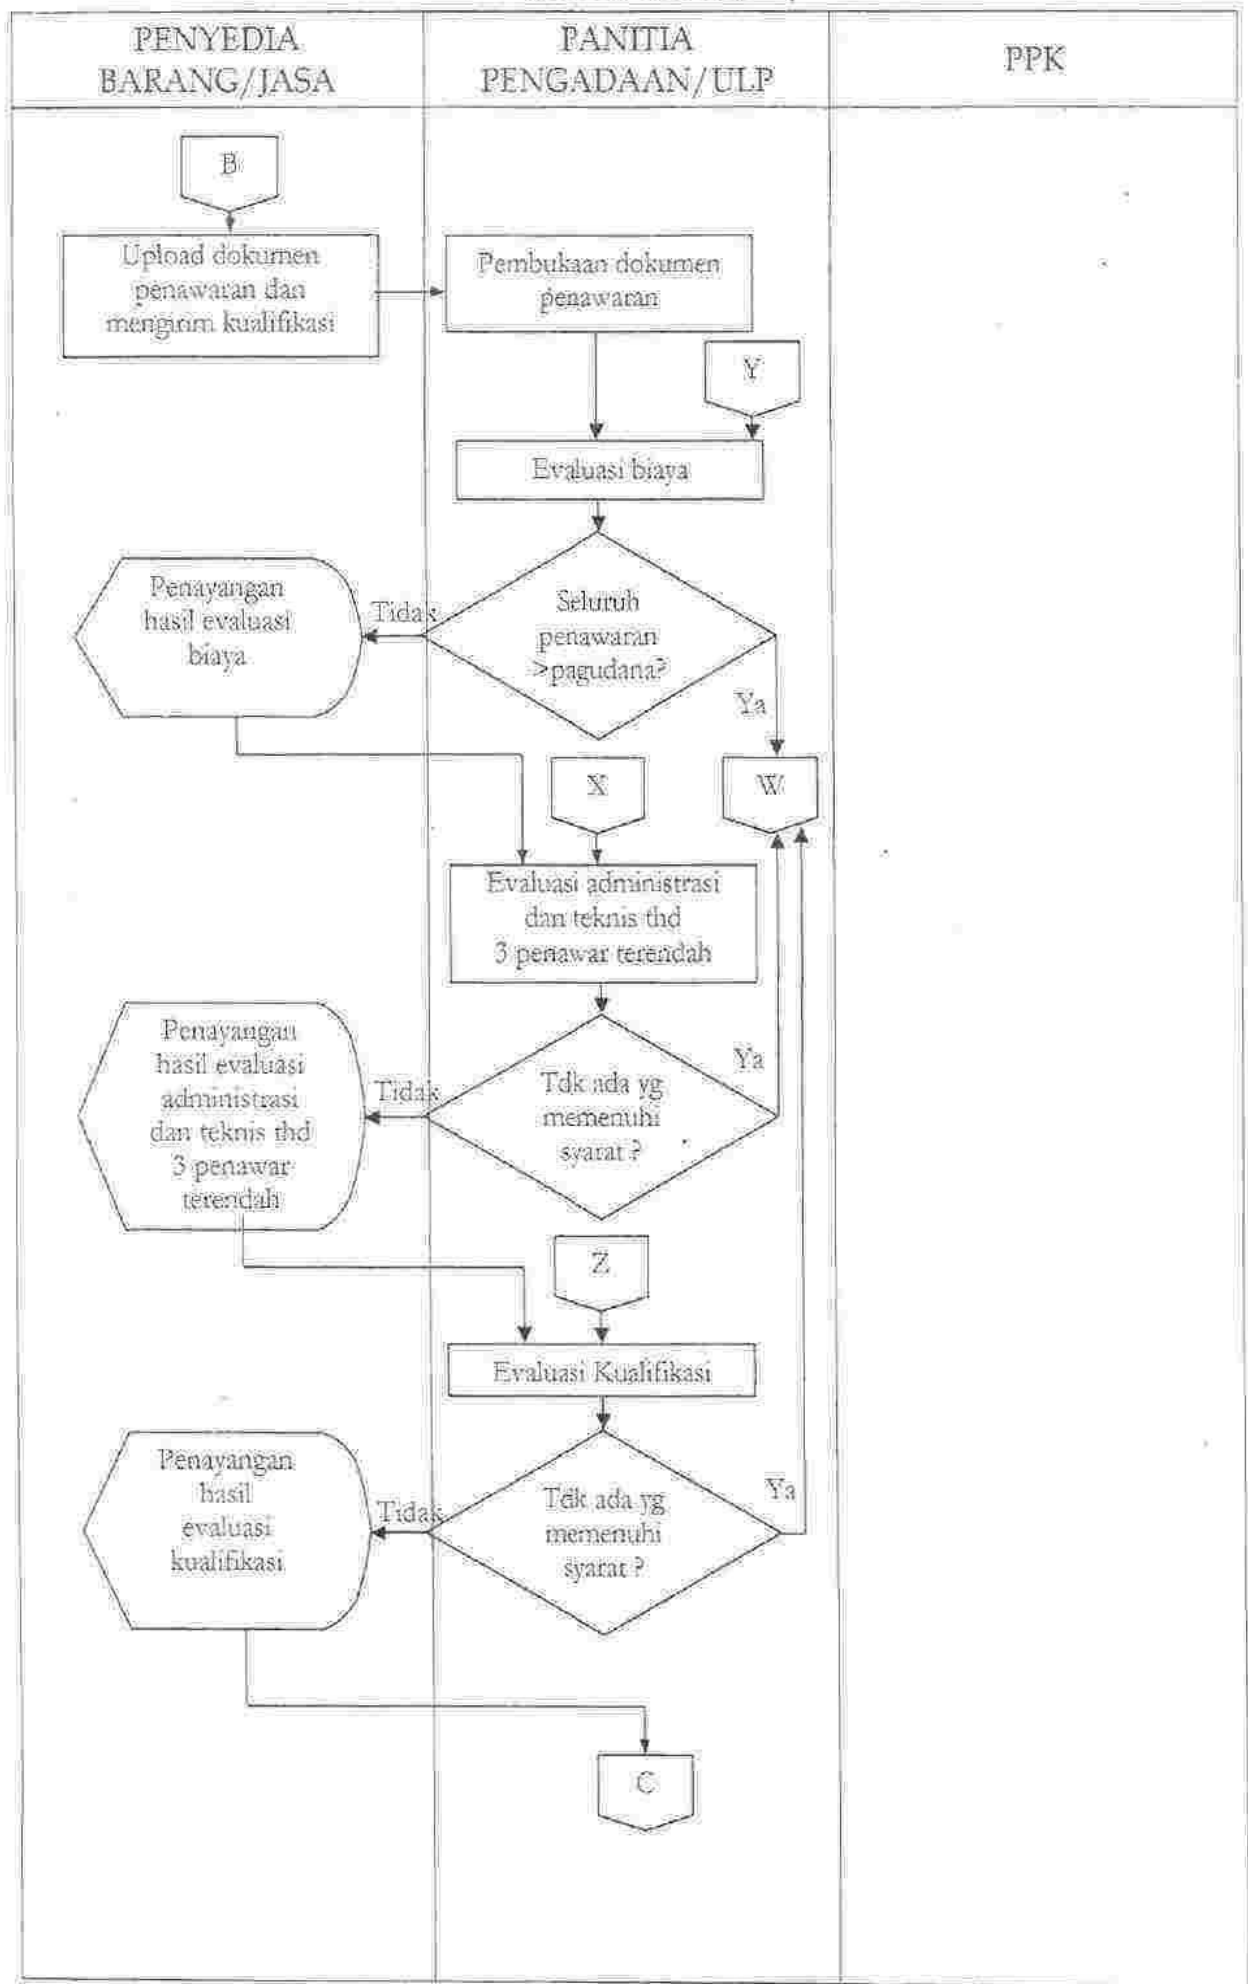 PENYEDIA
BARANG/JASA
PANITIA
PENGADAAN/ULP
PPK
B
Upload dokumen
penawaran dan
mengirim kualifikasi
Pembukaan dokumen
penawaran
Y
Evaluasi biaya
Seluruh
penawaran
>pagudana?
Tidak
Ya
Penayangan
hasil evaluasi
biaya
X
W
Evaluasi administrasi
dan teknis thd
3 penawar terendah
Tdk ada yg
memenuhi
syarat ?
Tidak
Ya
Penayangan
hasil evaluasi
administrasi
dan teknis thd
3 penawar
terendah
Z
Evaluasi Kualifikasi
Tdk ada yg
memenuhi
syarat ?
Tidak
Ya
Penayangan
hasil
evaluasi
kualifikasi
C